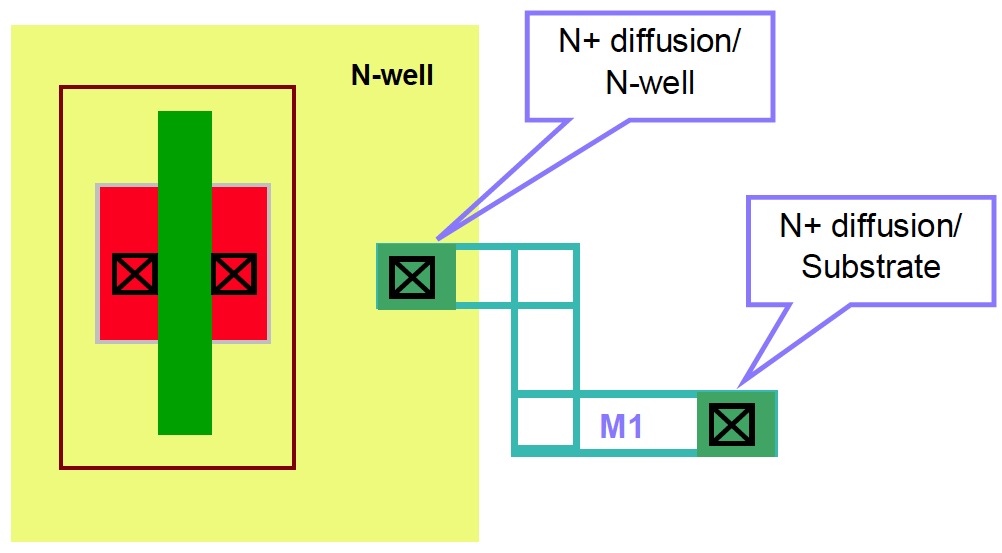 N+ diffusion/
N-well
N-well
N+ diffusion/
Substrate
M1